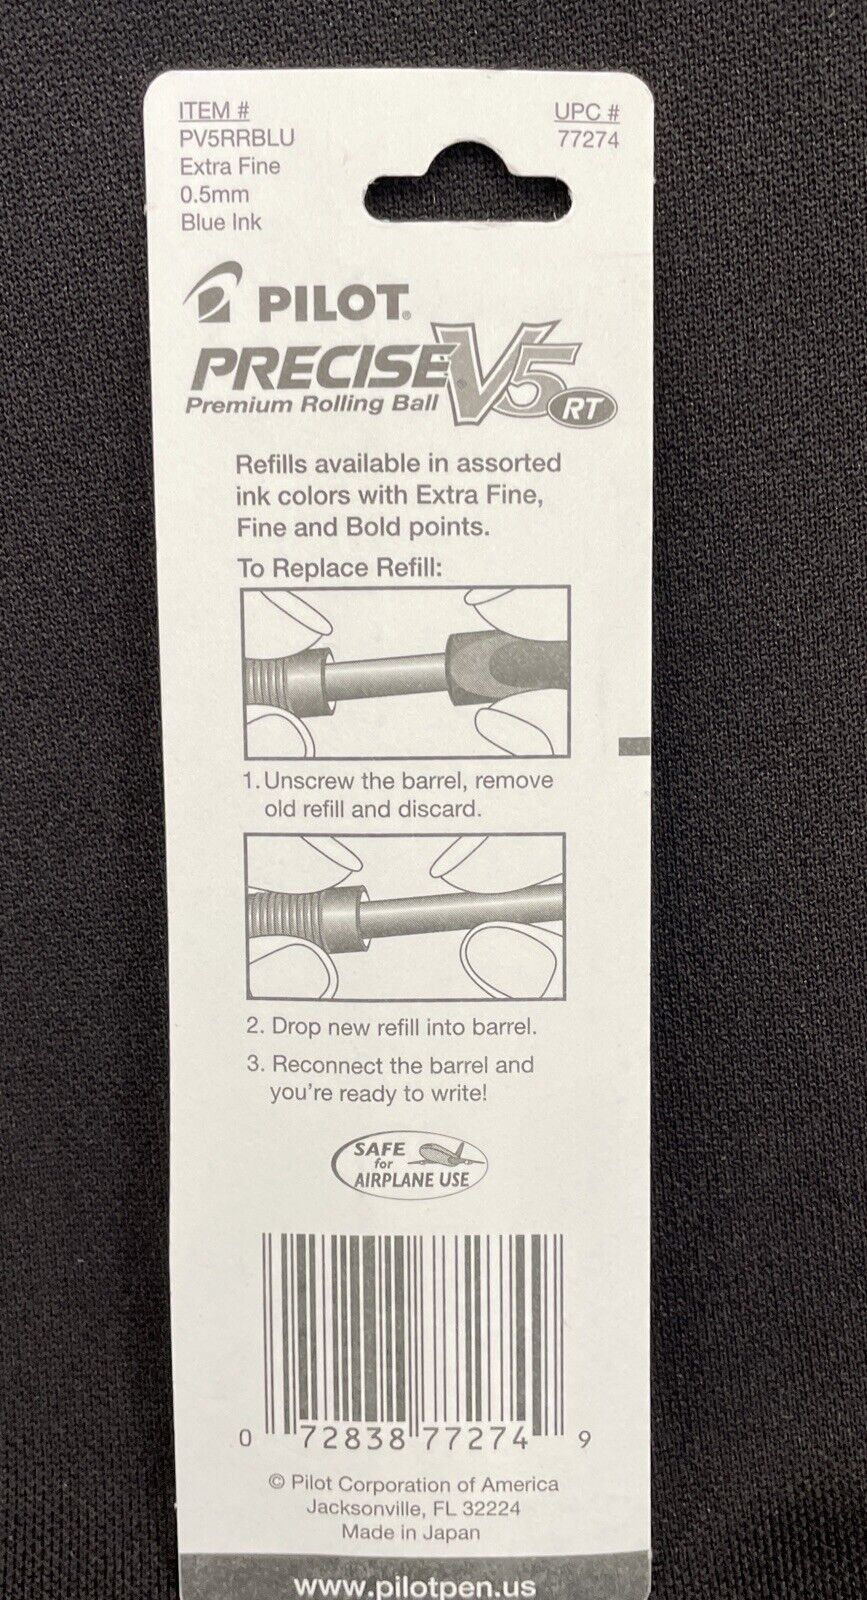 ITEM #
PV5RRBLU
Extra Fine
0.5mm
Blue Ink
UPC #
77274
PILOT®
PRECISE® V5 RT
Premium Rolling Ball
Refills available in assorted
ink colors with Extra Fine,
Fine and Bold points.
To Replace Refill:
1. Unscrew the barrel, remove
old refill and discard.
2. Drop new refill into barrel.
3. Reconnect the barrel and
you're ready to write!
SAFE
for
AIRPLANE USE
0 72838 77274 9
© Pilot Corporation of America
Jacksonville, FL 32224
Made in Japan
www.pilotpen.us